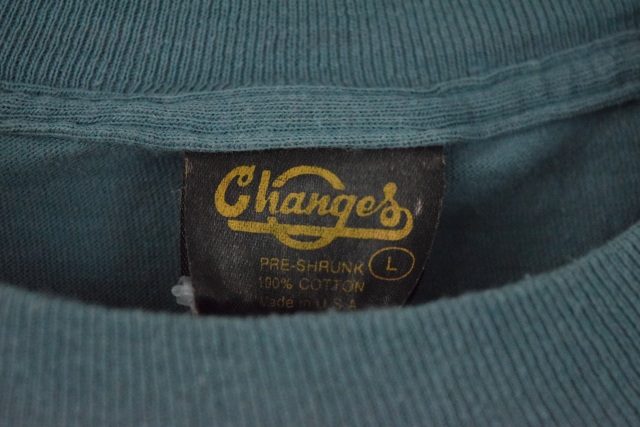 Changes
PRE-SHRUNK L
100% COTTON
Made in U.S.A